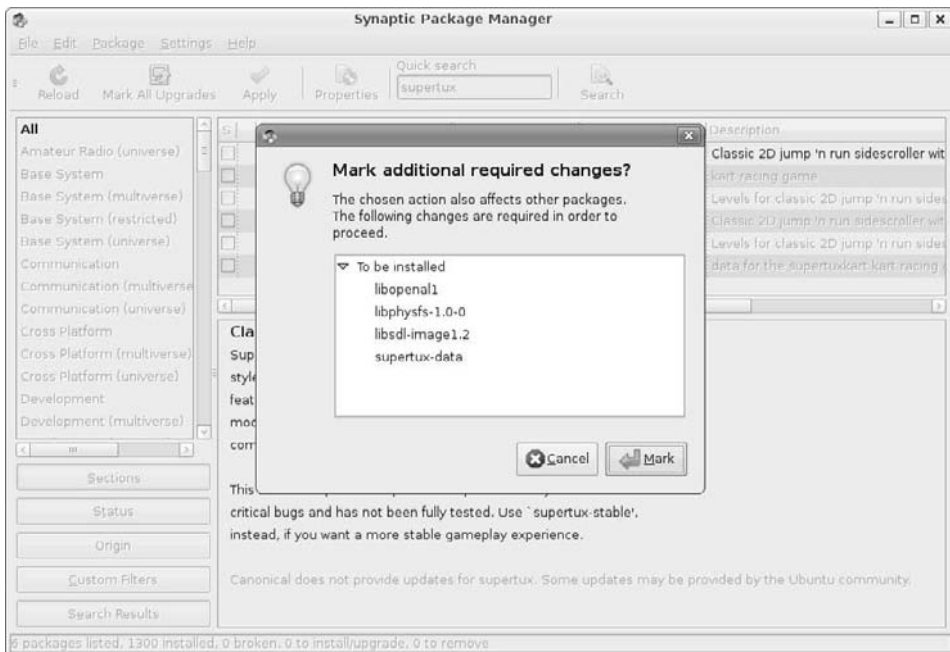 Synaptic Package Manager
File Edit Package Settings Help
Reload Mark All Upgrades Apply Properties Quick search supertux Search
All
Amateur Radio (universe)
Base System
Base System (multiverse)
Base System (restricted)
Base System (universe)
Communication
Communication (multiverse
Communication (universe)
Cross Platform
Cross Platform (multiverse)
Cross Platform (universe)
Development
Development (multiverse)
Sections
Status
Origin
Custom Filters
Search Results
S
Description
Classic 2D jump 'n run sidescroller wit
kart racing game
Levels for classic 2D jump 'n run sides
Classic 2D jump 'n run sidescroller wit
Levels for classic 2D jump 'n run sides
data for the supertuxkart kart racing
Mark additional required changes?
The chosen action also affects other packages.
The following changes are required in order to
proceed.
To be installed
libopenal1
libphysfs-1.0-0
libsdl-image1.2
supertux-data
Cancel Mark
Cla
Sup
style
feat
mod
com
This
critical bugs and has not been fully tested. Use `supertux-stable',
instead, if you want a more stable gameplay experience.
Canonical does not provide updates for supertux. Some updates may be provided by the Ubuntu community.
6 packages listed, 1300 installed, 0 broken. 0 to install/upgrade, 0 to remove